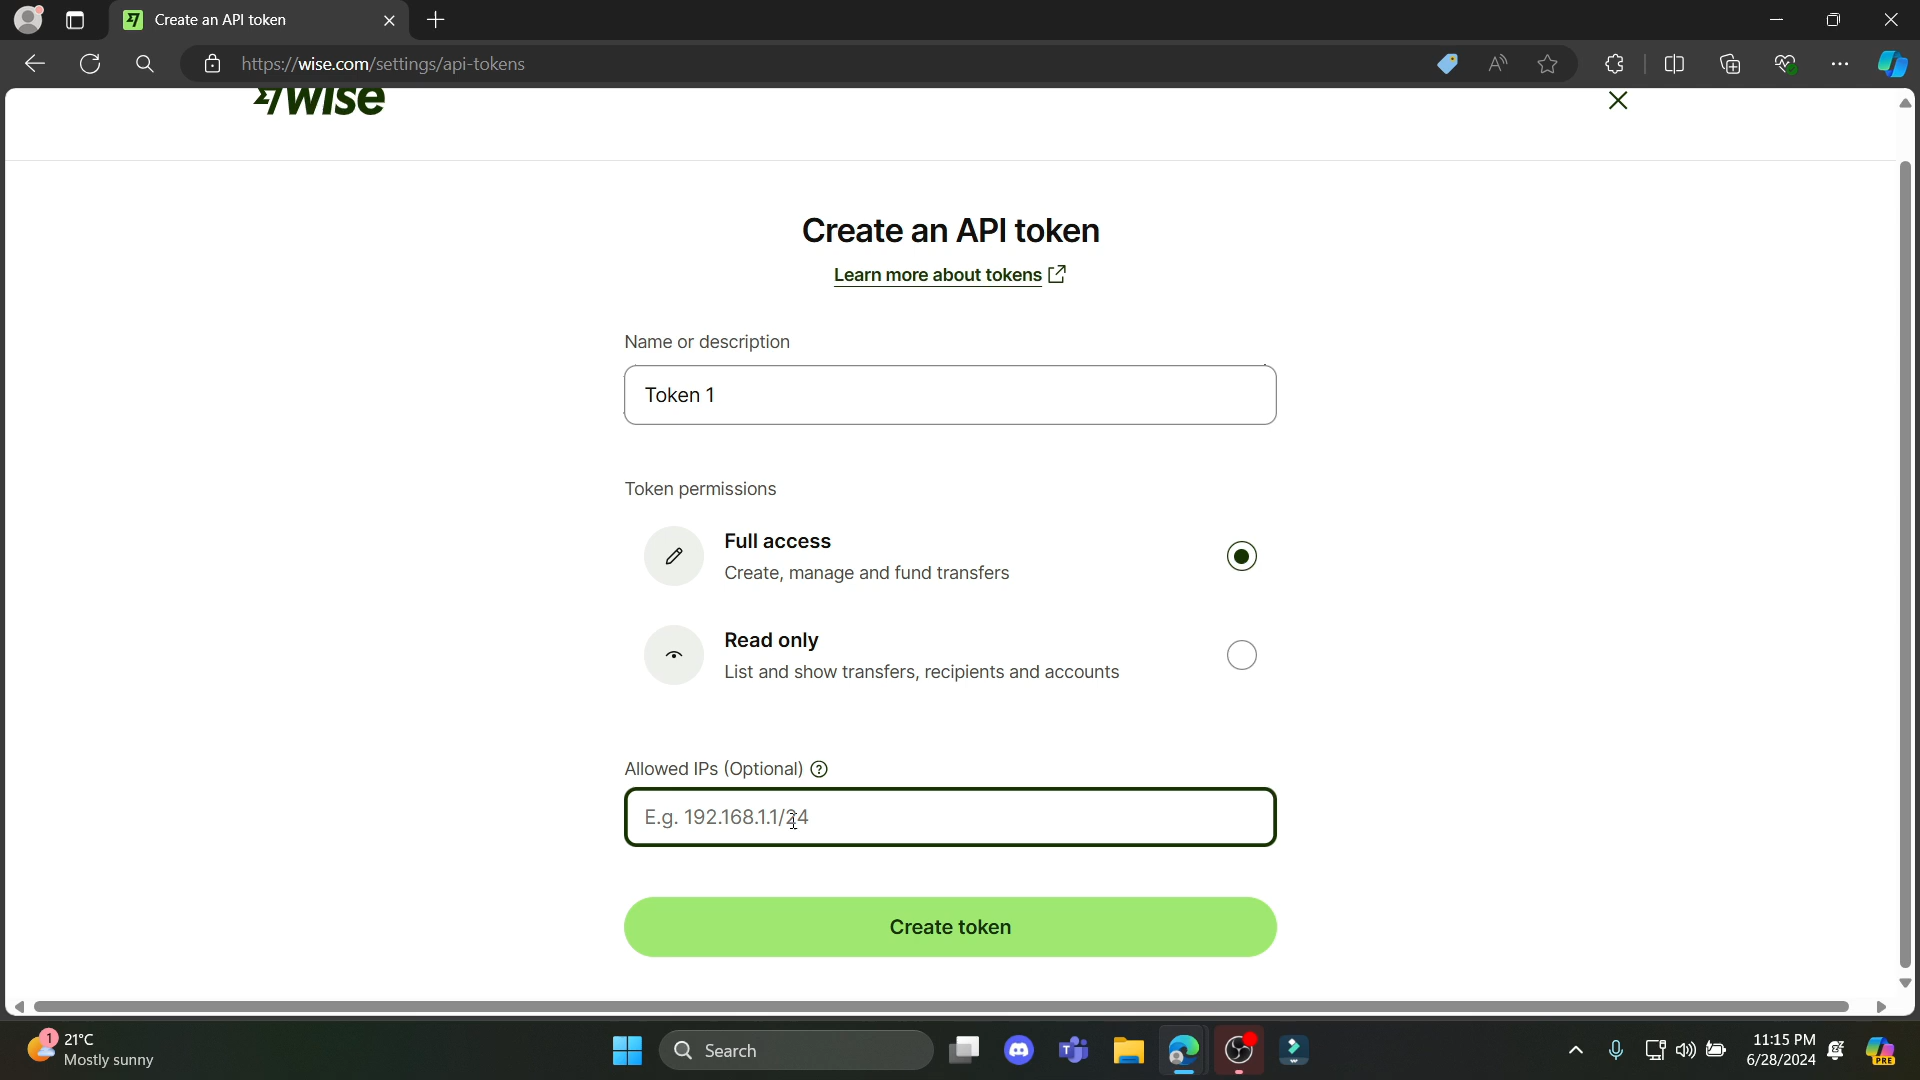 Create an API token
https://wise.com/settings/api-tokens
wise
Create an API token
Learn more about tokens
Name or description
Token 1
Token permissions
Full access
Create, manage and fund transfers
Read only
List and show transfers, recipients and accounts
Allowed IPs (Optional) ?
E.g. 192.168.1.1/24
Create token
1
21°C
Mostly sunny
Search
11:15 PM
6/28/2024
PRE